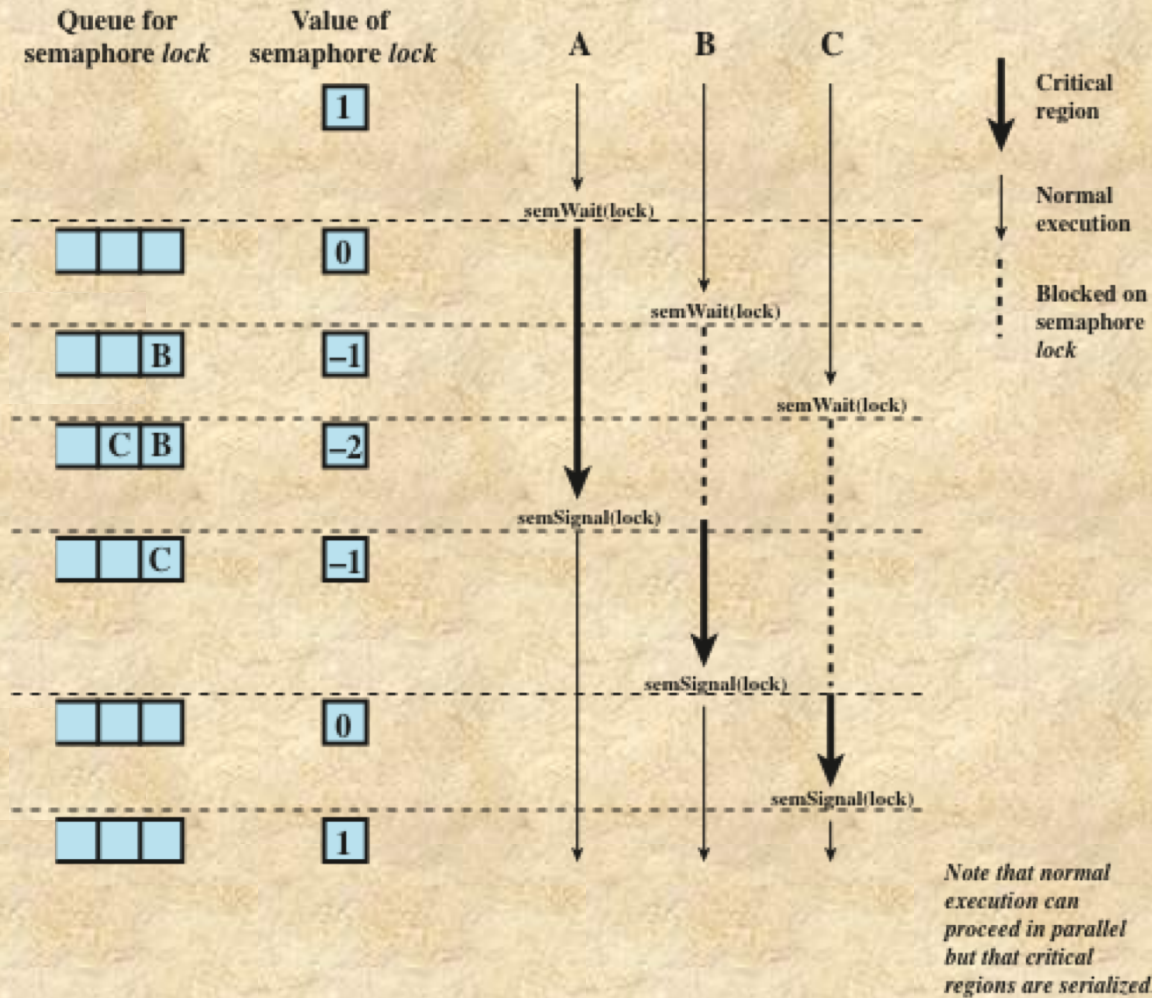 Queue for
semaphore lock
Value of
semaphore lock
A
B
C
1
Critical
region
Normal
execution
semWait(lock)
0
semWait(lock)
Blocked on
semaphore
lock
B
–1
semWait(lock)
C B
–2
semSignal(lock)
C
–1
semSignal(lock)
0
semSignal(lock)
1
Note that normal
execution can
proceed in parallel
but that critical
regions are serialized.